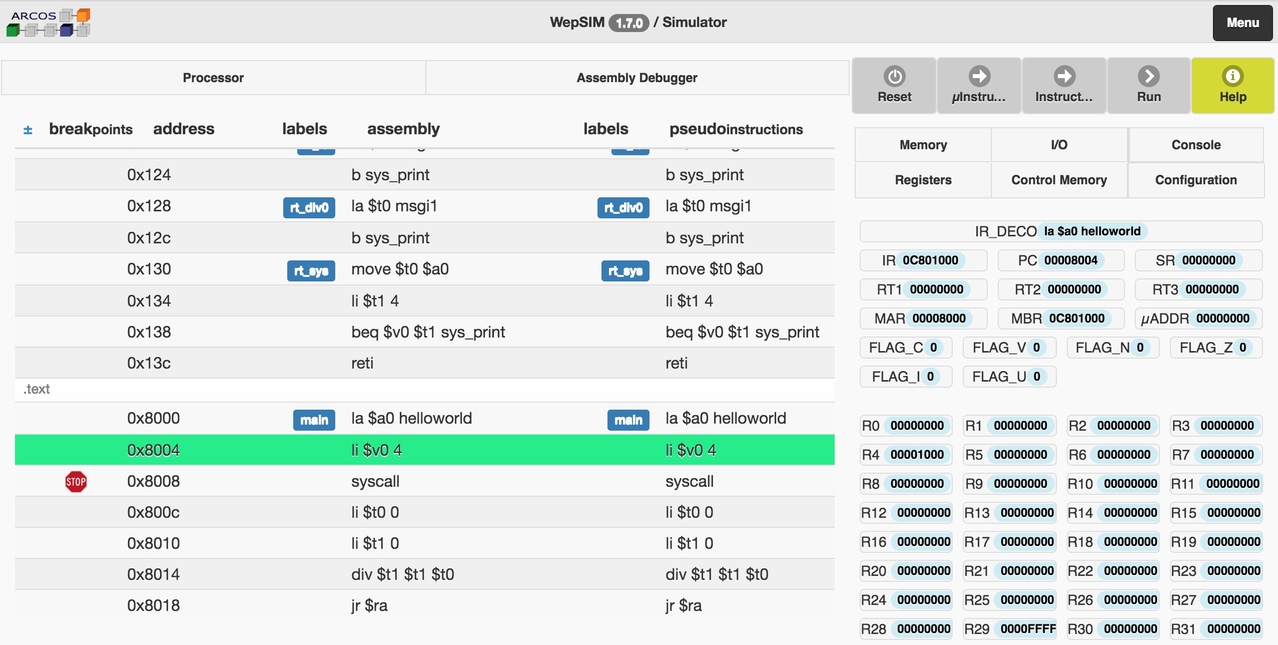 ARCOS
WepSIM 1.7.0 / Simulator
Menu
Processor Assembly Debugger
Reset µInstru... Instruct... Run Help
± breakpoints address labels assembly labels pseudoinstructions
0x124 b sys_print b sys_print
0x128 rt_div0 la $t0 msgi1 rt_div0 la $t0 msgi1
0x12c b sys_print b sys_print
0x130 rt_sys move $t0 $a0 rt_sys move $t0 $a0
0x134 li $t1 4 li $t1 4
0x138 beq $v0 $t1 sys_print beq $v0 $t1 sys_print
0x13c reti reti
.text
0x8000 main la $a0 helloworld main la $a0 helloworld
0x8004 li $v0 4 li $v0 4
STOP 0x8008 syscall syscall
0x800c li $t0 0 li $t0 0
0x8010 li $t1 0 li $t1 0
0x8014 div $t1 $t1 $t0 div $t1 $t1 $t0
0x8018 jr $ra jr $ra
Memory I/O Console
Registers Control Memory Configuration
IR_DECO la $a0 helloworld
IR 0C801000 PC 00008004 SR 00000000
RT1 00000000 RT2 00000000 RT3 00000000
MAR 00008000 MBR 0C801000 µADDR 00000000
FLAG_C 0 FLAG_V 0 FLAG_N 0 FLAG_Z 0
FLAG_I 0 FLAG_U 0
R0 00000000 R1 00000000 R2 00000000 R3 00000000
R4 00001000 R5 00000000 R6 00000000 R7 00000000
R8 00000000 R9 00000000 R10 00000000 R11 00000000
R12 00000000 R13 00000000 R14 00000000 R15 00000000
R16 00000000 R17 00000000 R18 00000000 R19 00000000
R20 00000000 R21 00000000 R22 00000000 R23 00000000
R24 00000000 R25 00000000 R26 00000000 R27 00000000
R28 00000000 R29 0000FFFF R30 00000000 R31 00000000